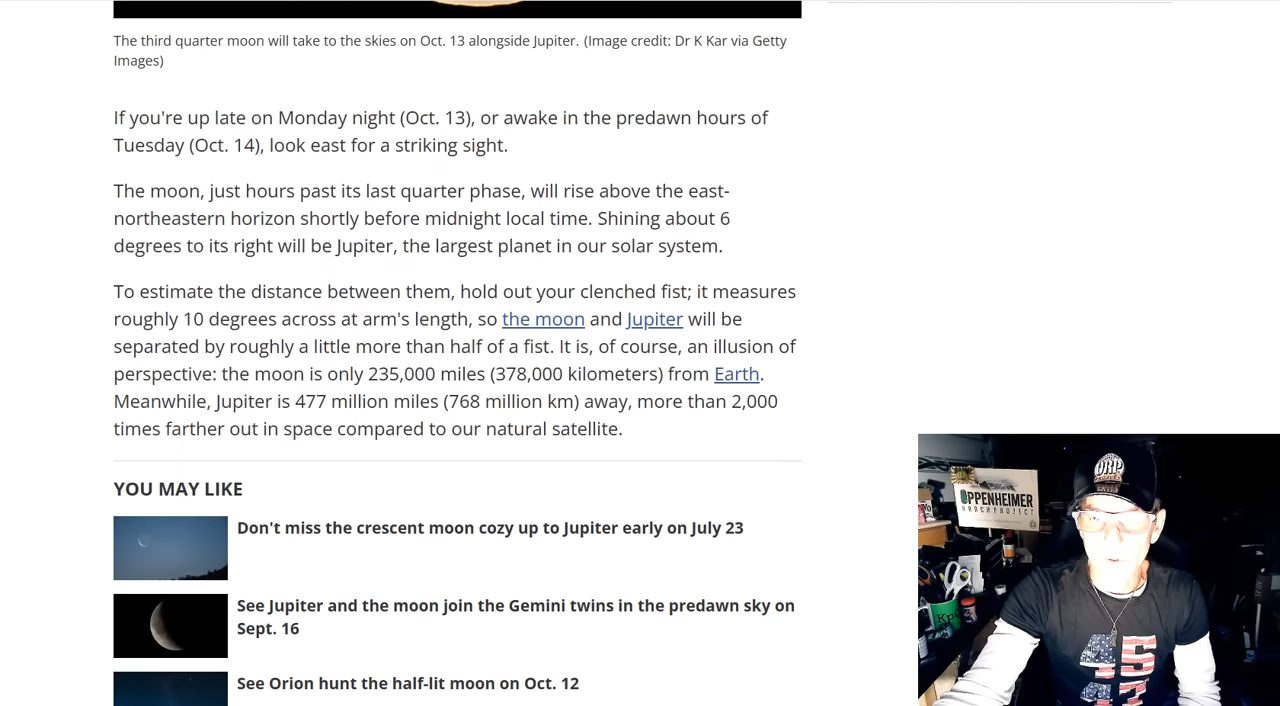 The third quarter moon will take to the skies on Oct. 13 alongside Jupiter. (Image credit: Dr K Kar via Getty
Images)
If you're up late on Monday night (Oct. 13), or awake in the predawn hours of
Tuesday (Oct. 14), look east for a striking sight.
The moon, just hours past its last quarter phase, will rise above the east-
northeastern horizon shortly before midnight local time. Shining about 6
degrees to its right will be Jupiter, the largest planet in our solar system.
To estimate the distance between them, hold out your clenched fist; it measures
roughly 10 degrees across at arm's length, so the moon and Jupiter will be
separated by roughly a little more than half of a fist. It is, of course, an illusion of
perspective: the moon is only 235,000 miles (378,000 kilometers) from Earth.
Meanwhile, Jupiter is 477 million miles (768 million km) away, more than 2,000
times farther out in space compared to our natural satellite.
YOU MAY LIKE
Don't miss the crescent moon cozy up to Jupiter early on July 23
See Jupiter and the moon join the Gemini twins in the predawn sky on
Sept. 16
See Orion hunt the half-lit moon on Oct. 12
OPPENHEIMER
RANCH PROJECT
ORP
45
47